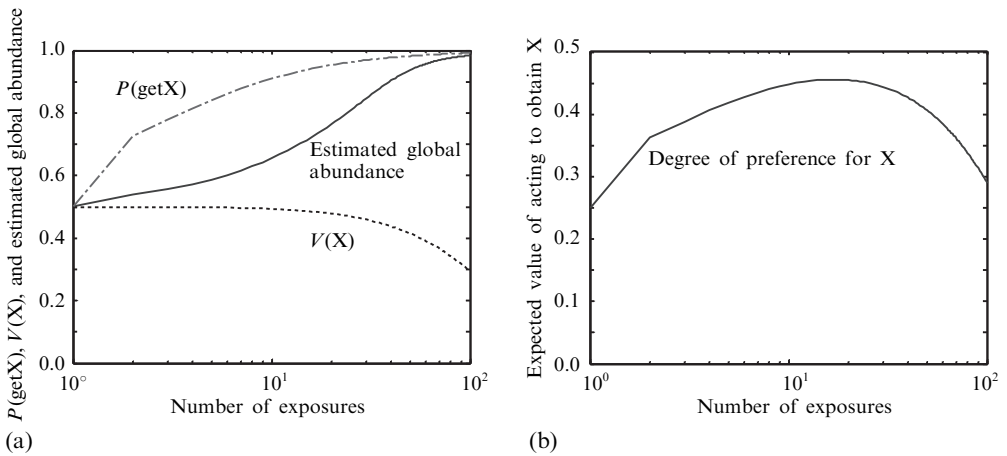 P(getX), V(X), and estimated global abundance
1.0
0.8
0.6
0.4
0.2
0.0
P(getX)
Estimated global
abundance
V(X)
10°
10¹
10²
Number of exposures
(a)
Expected value of acting to obtain X
0.5
0.4
0.3
0.2
0.1
0.0
Degree of preference for X
10⁰
10¹
10²
Number of exposures
(b)